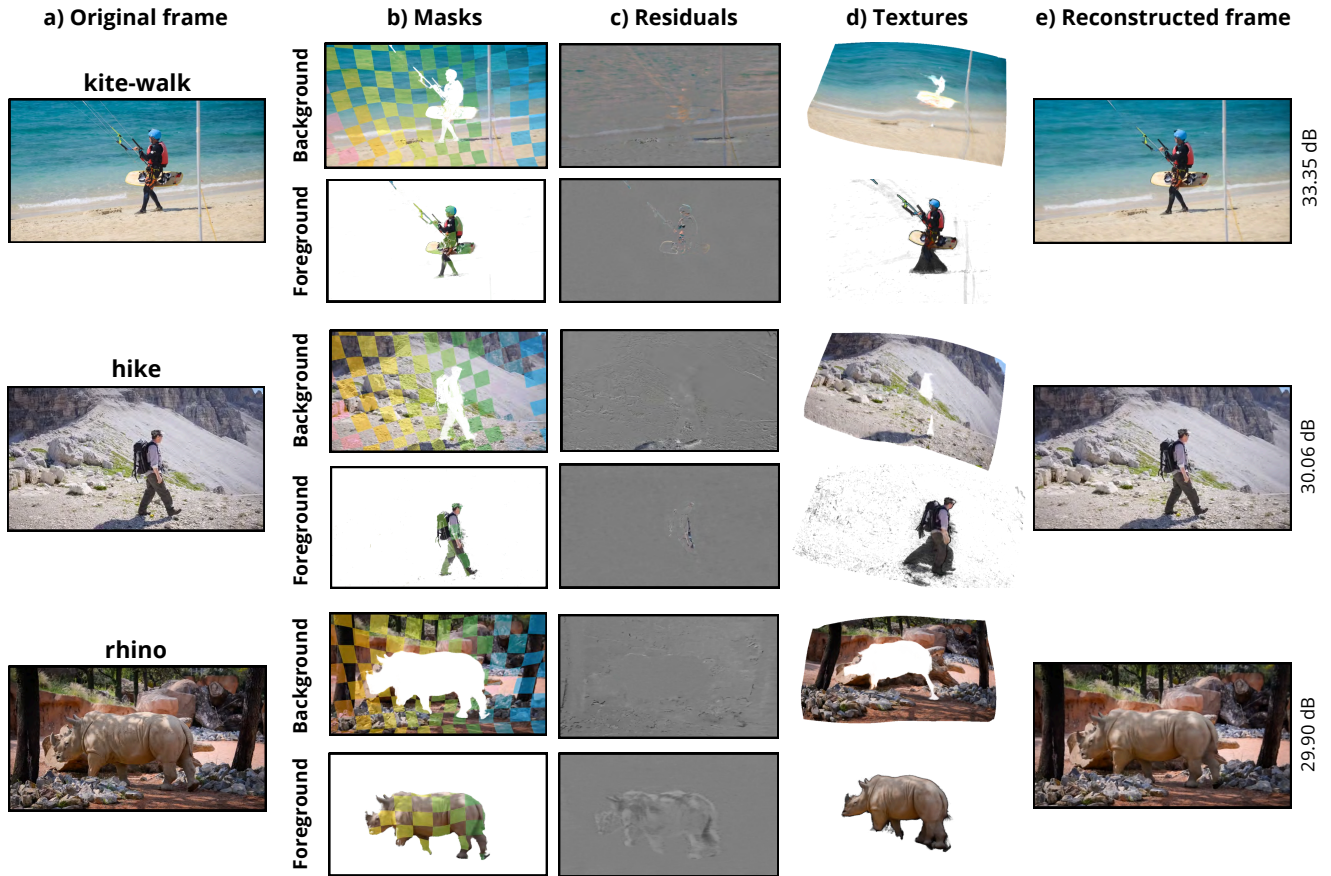 a) Original frame
b) Masks
c) Residuals
d) Textures
e) Reconstructed frame
kite-walk
Background
Foreground
33.35 dB
hike
Background
Foreground
30.06 dB
rhino
Background
Foreground
29.90 dB